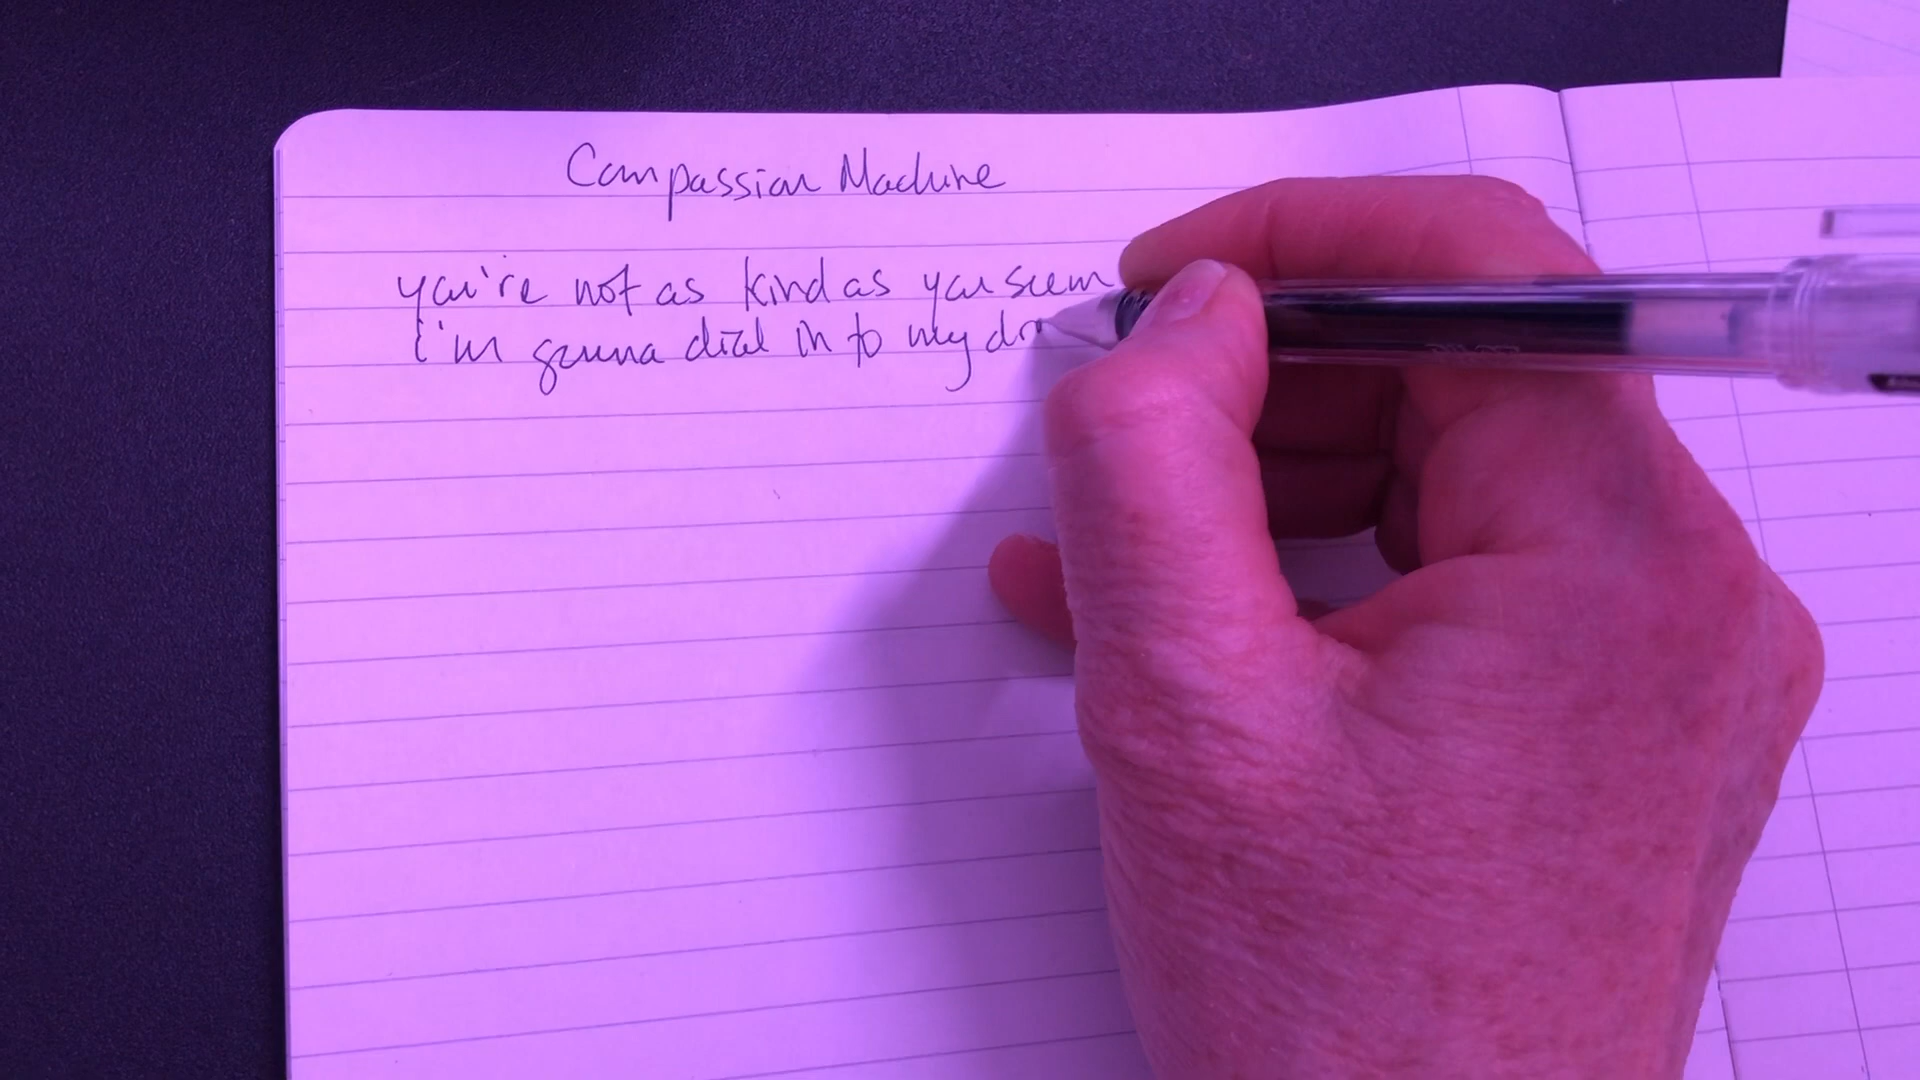 Compassion Machine
you're not as kind as you seem
i'm gonna dial in to my